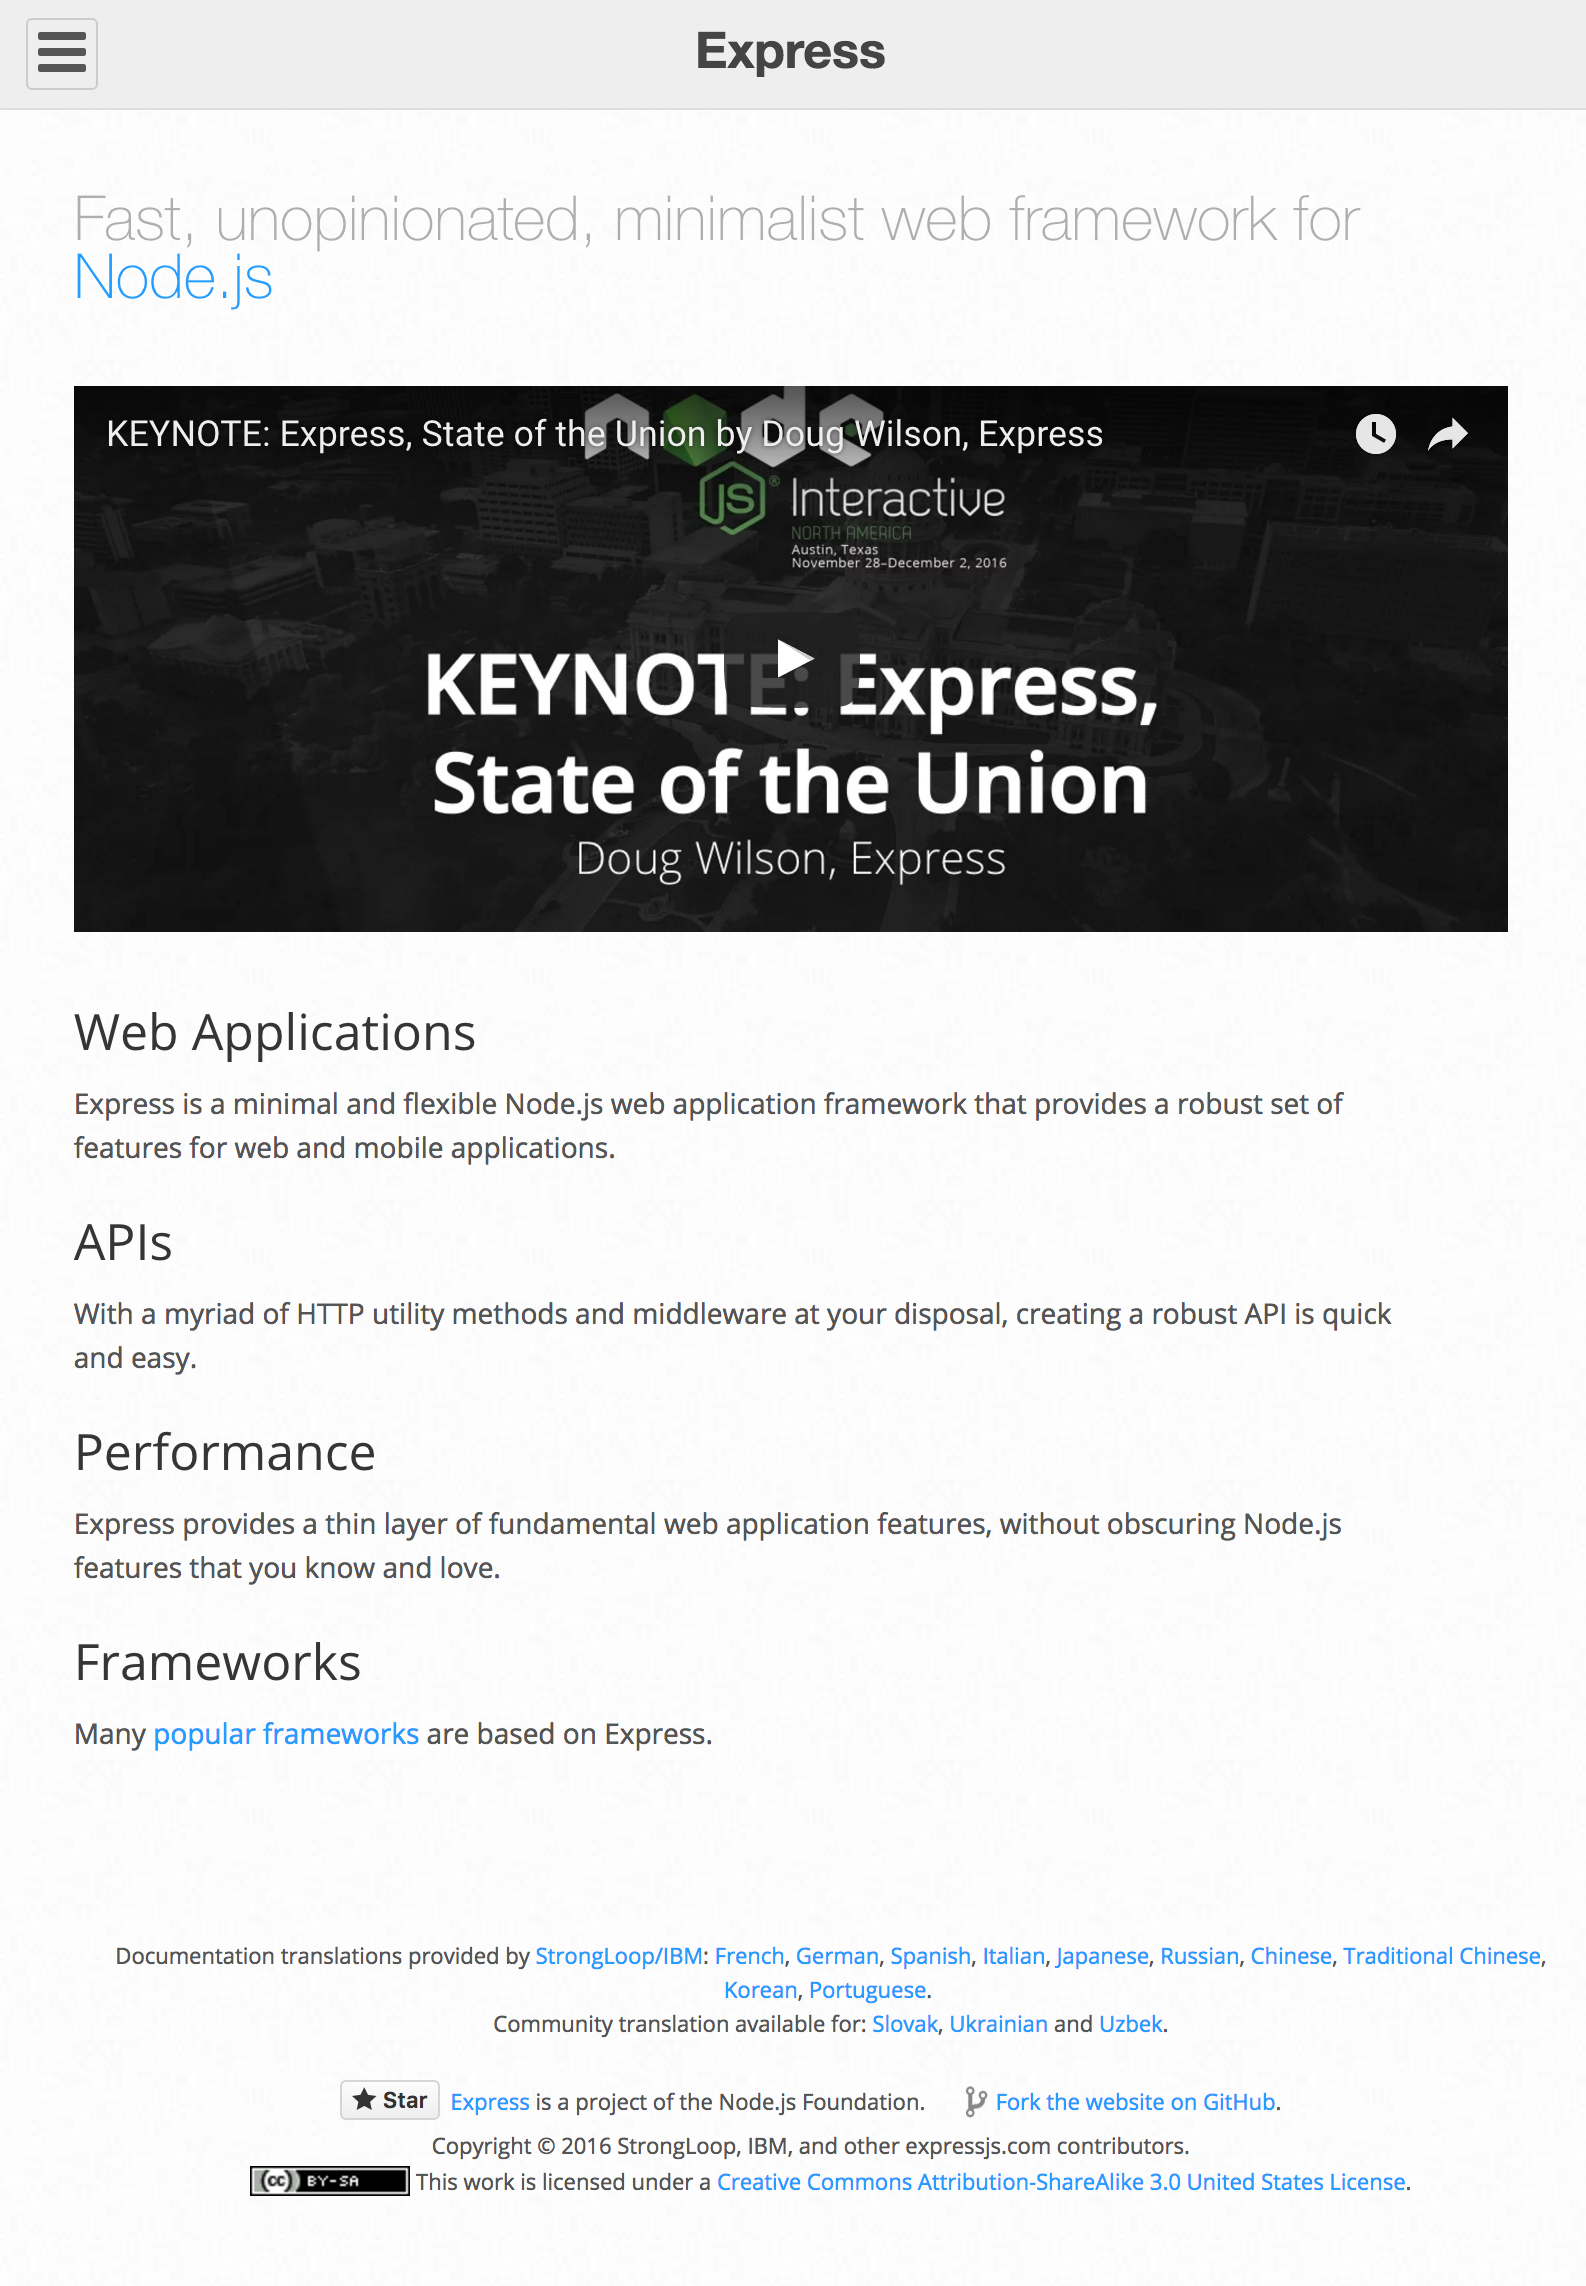 Express
Fast, unopinionated, minimalist web framework for
Node.js
KEYNOTE: Express, State of the Union by Doug Wilson, Express
node
JS® Interactive
NORTH AMERICA
Austin, Texas
November 28–December 2, 2016
KEYNOTE: Express,
State of the Union
Doug Wilson, Express
Web Applications
Express is a minimal and flexible Node.js web application framework that provides a robust set of
features for web and mobile applications.
APIs
With a myriad of HTTP utility methods and middleware at your disposal, creating a robust API is quick
and easy.
Performance
Express provides a thin layer of fundamental web application features, without obscuring Node.js
features that you know and love.
Frameworks
Many popular frameworks are based on Express.
Documentation translations provided by StrongLoop/IBM: French, German, Spanish, Italian, Japanese, Russian, Chinese, Traditional Chinese,
Korean, Portuguese.
Community translation available for: Slovak, Ukrainian and Uzbek.
Star Express is a project of the Node.js Foundation. Fork the website on GitHub.
Copyright © 2016 StrongLoop, IBM, and other expressjs.com contributors.
(cc) BY-SA This work is licensed under a Creative Commons Attribution-ShareAlike 3.0 United States License.